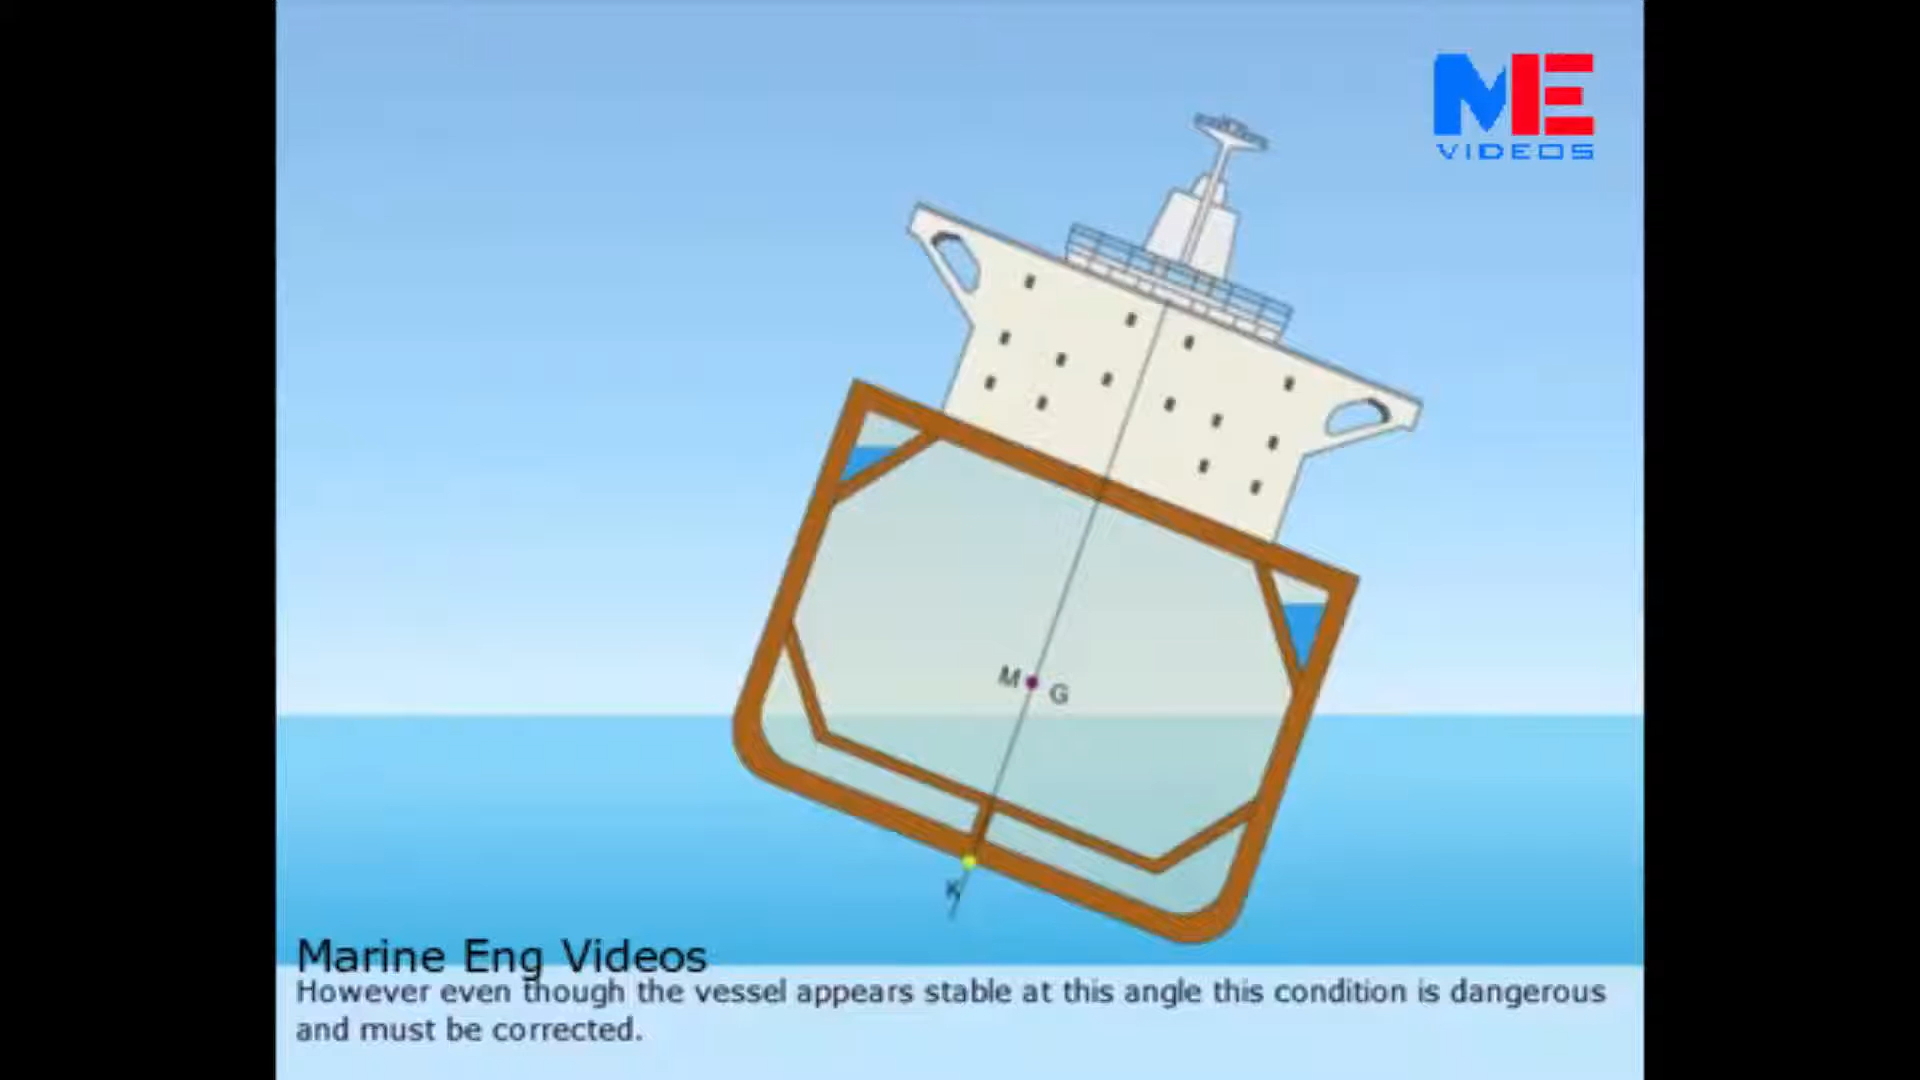 ME
VIDEOS
M
G
K
Marine Eng Videos
However even though the vessel appears stable at this angle this condition is dangerous
and must be corrected.